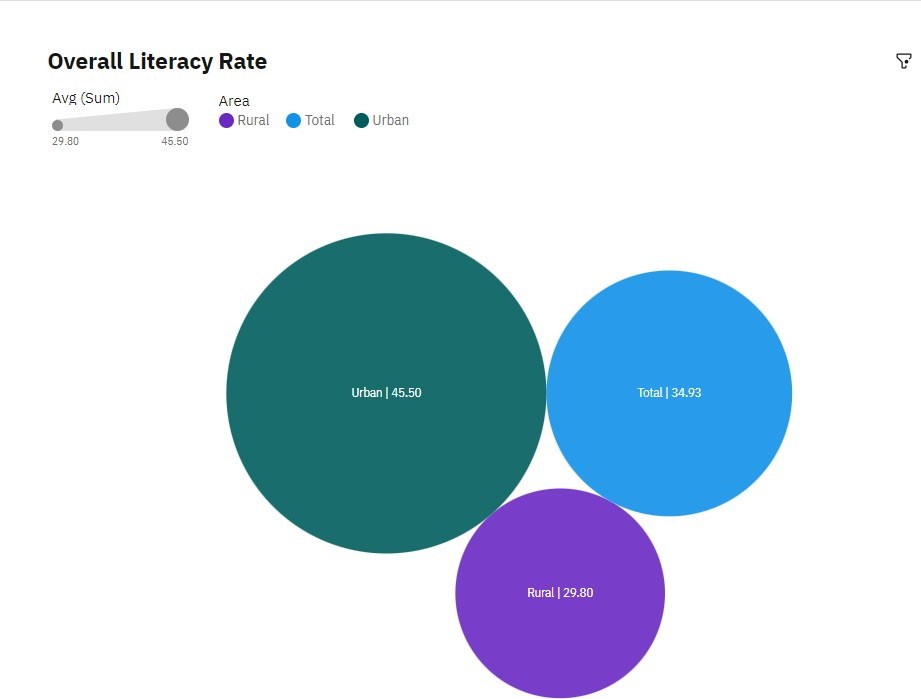 Overall Literacy Rate
Avg (Sum)
29.80 45.50
Area
Rural Total Urban
Urban | 45.50
Total | 34.93
Rural | 29.80